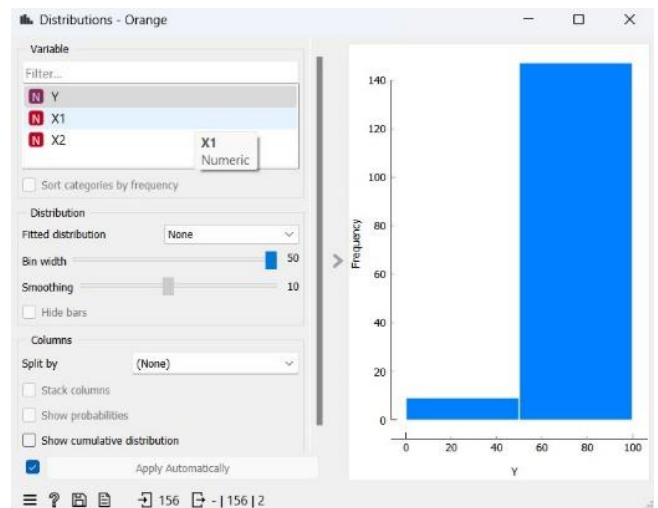 Distributions - Orange
Variable
Filter...
N Y
N X1
N X2
X1
Numeric
Sort categories by frequency
Distribution
Fitted distribution None
Bin width 50
Smoothing 10
Hide bars
Columns
Split by (None)
Stack columns
Show probabilities
Show cumulative distribution
Apply Automatically
? 156 - | 156 | 2
140
120
100
80
60
40
20
0
Frequency
0 20 40 60 80 100
Y